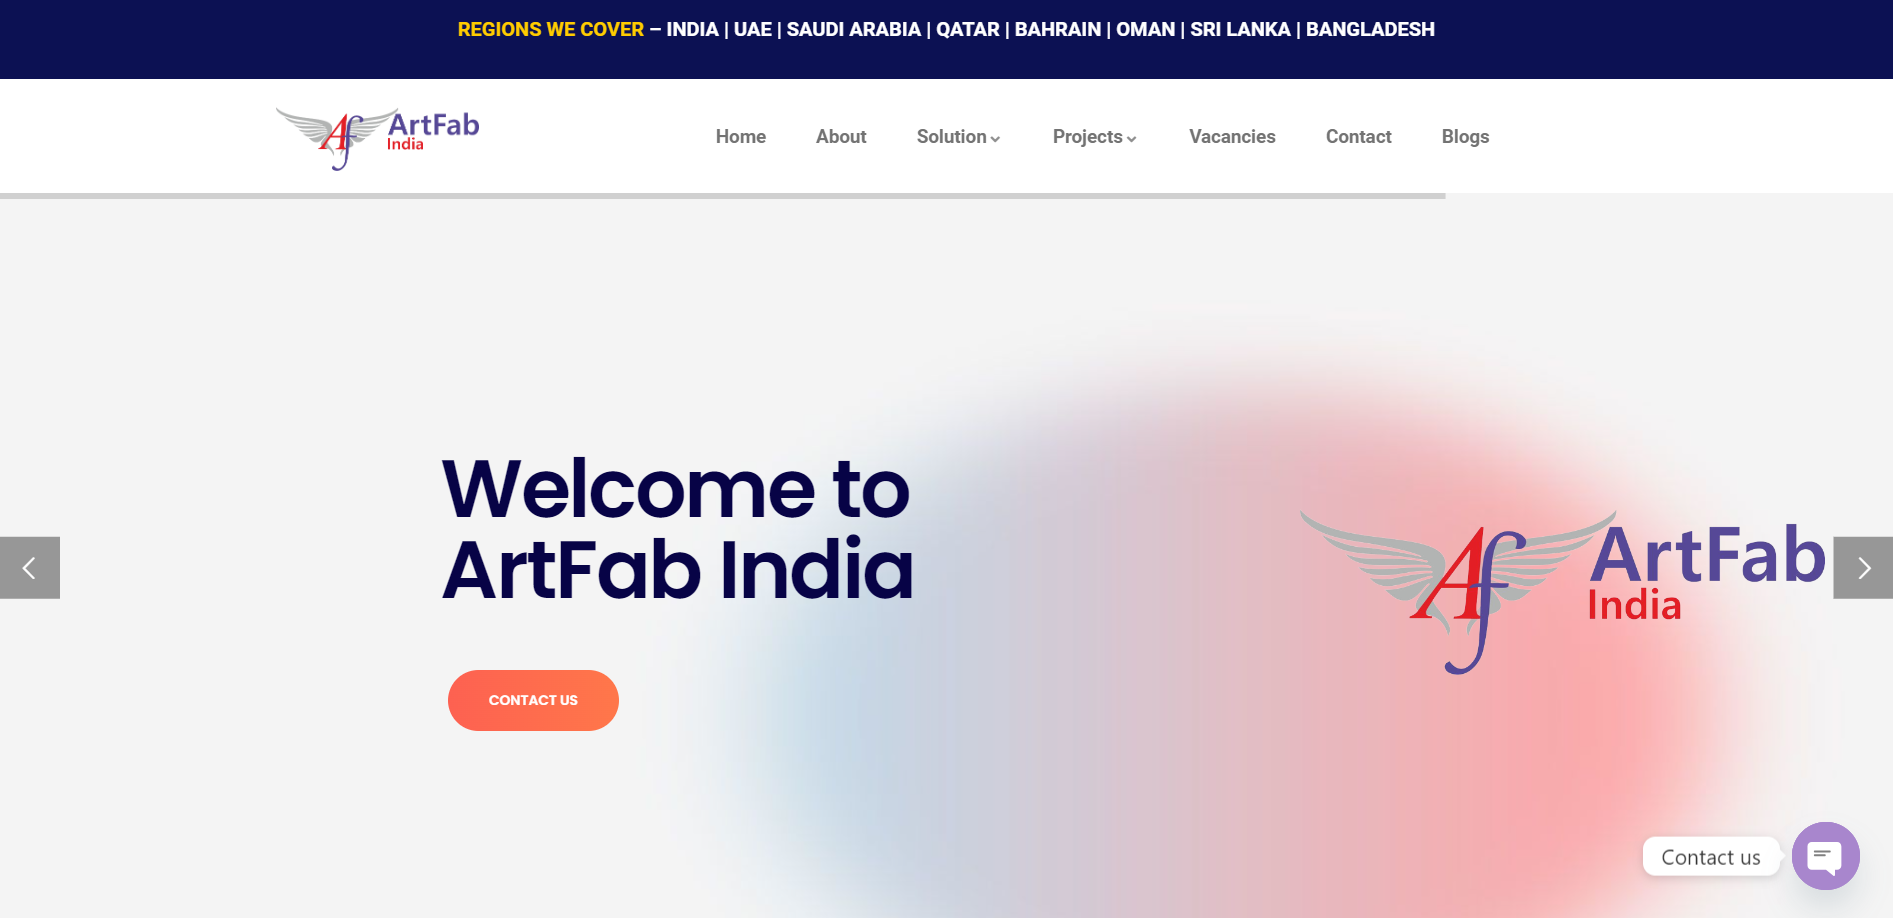 REGIONS WE COVER – INDIA | UAE | SAUDI ARABIA | QATAR | BAHRAIN | OMAN | SRI LANKA | BANGLADESH
Af ArtFab
India
Home About Solution Projects Vacancies Contact Blogs
Welcome to
ArtFab India
CONTACT US
Af ArtFab
India
Contact us